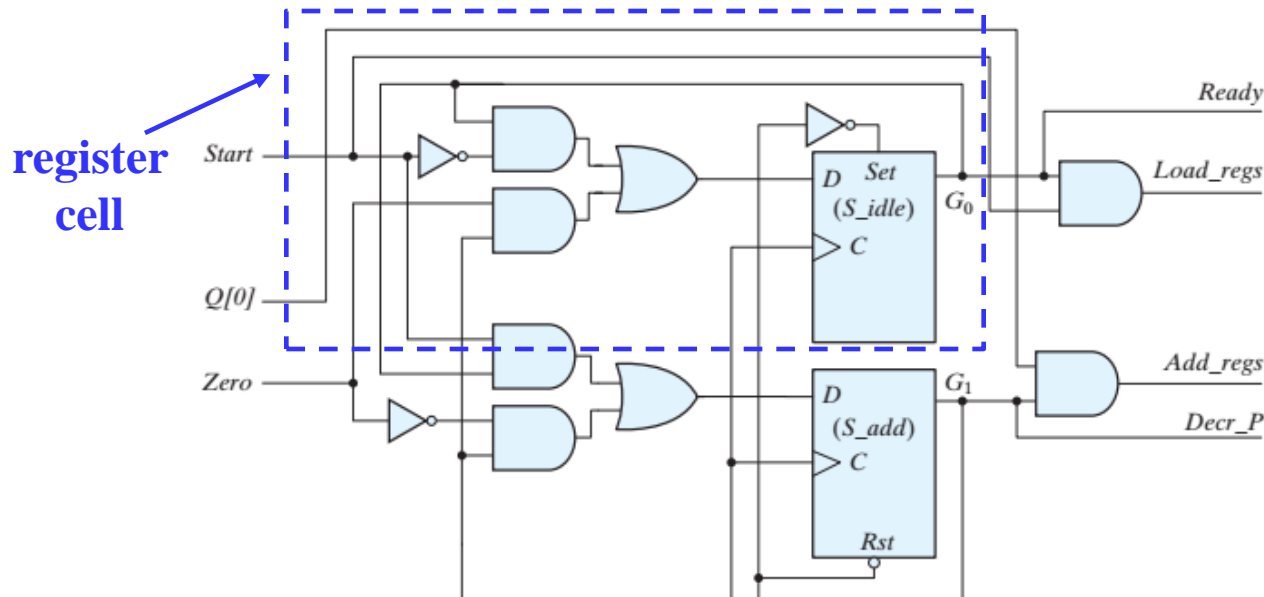 register
cell
Start
Q[0]
Zero
D
Set
(S_idle)
C
G₀
Ready
Load_regs
D
(S_add)
C
Rst
G₁
Add_regs
Decr_P